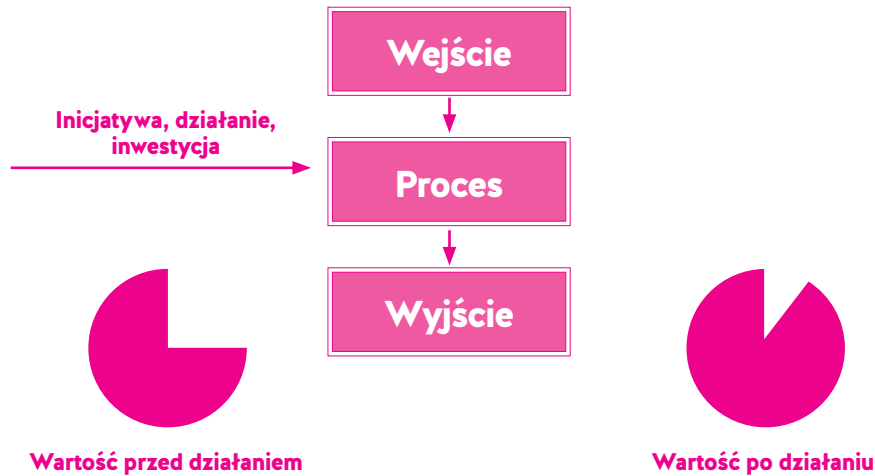 Wejście
Inicjatywa, działanie,
inwestycja
Proces
Wyjście
Wartość przed działaniem
Wartość po działaniu